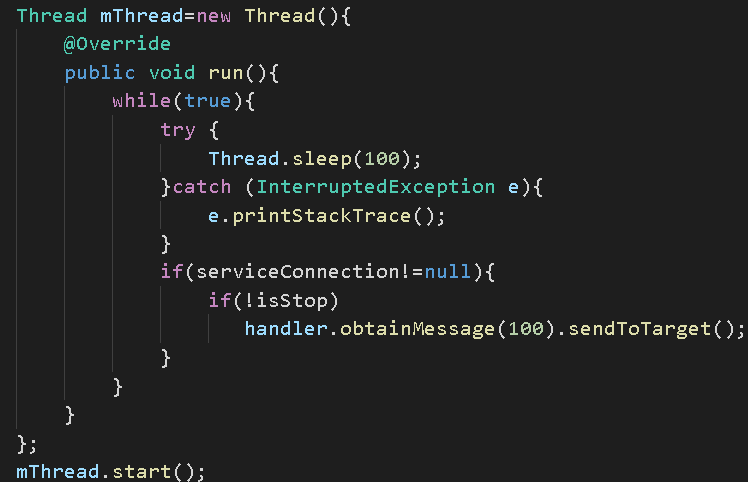 Thread mThread=new Thread(){
    @Override
    public void run(){
        while(true){
            try {
                Thread.sleep(100);
            }catch (InterruptedException e){
                e.printStackTrace();
            }
            if(serviceConnection!=null){
                if(!isStop)
                   handler.obtainMessage(100).sendToTarget();
            }
        }
    }
};
mThread.start();